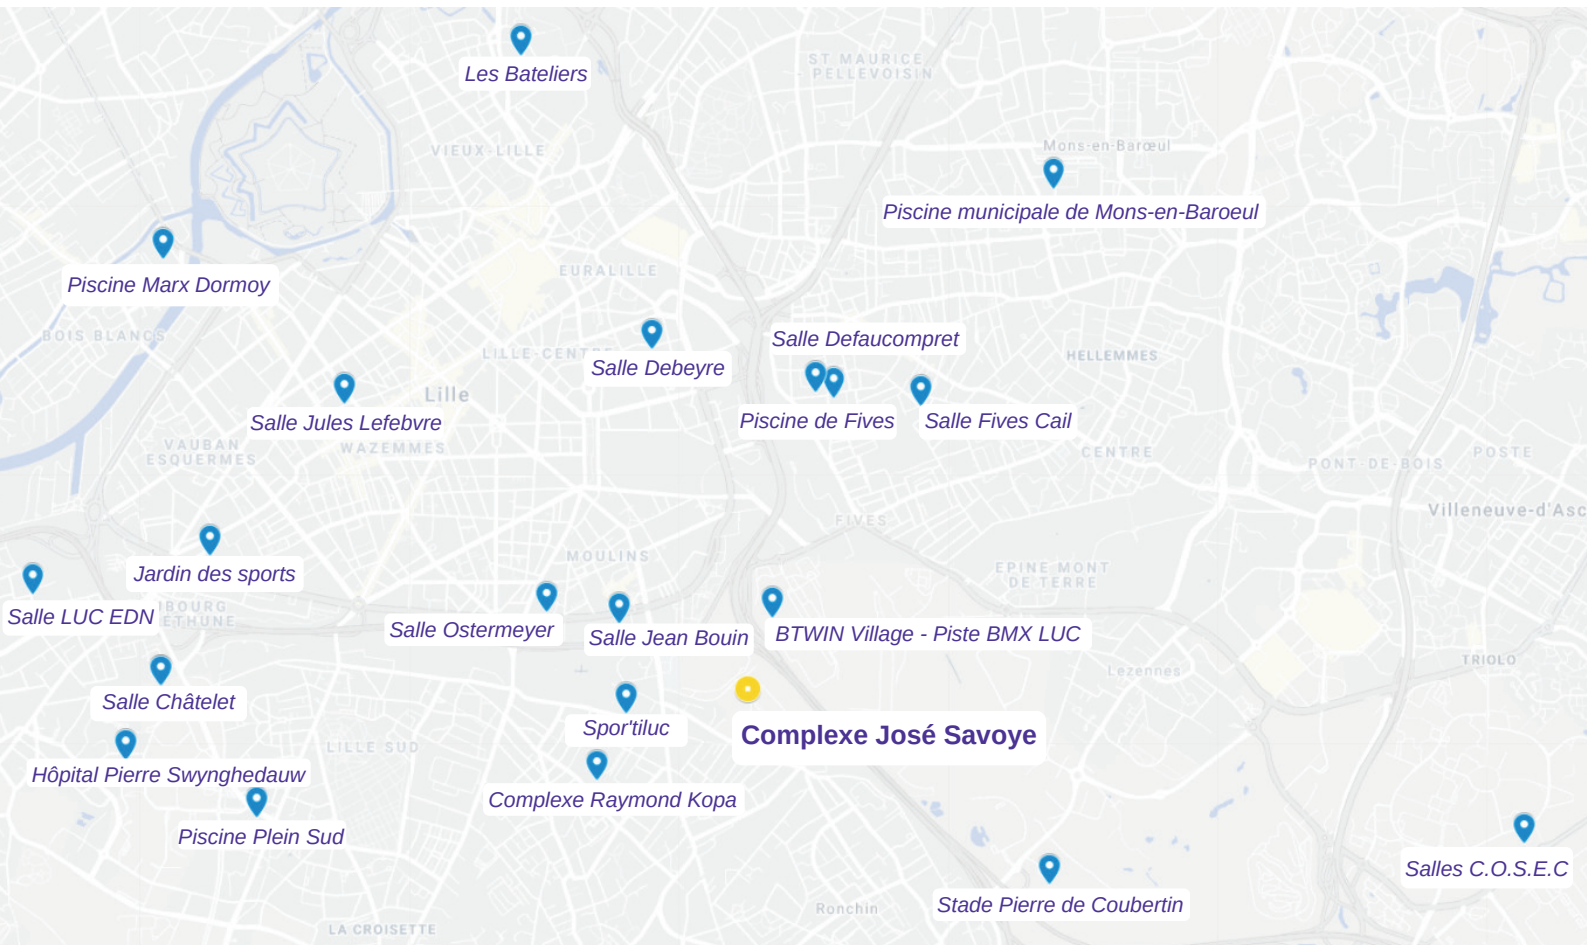 Les Bateliers
ST MAURICE
PELLEVOISIN
VIEUX-LILLE
Mons-en-Barœul
Piscine municipale de Mons-en-Baroeul
Piscine Marx Dormoy
EURALILLE
BOIS BLANCS
LILLE-CENTRE
Salle Debeyre
Salle Defaucompret
HELLEMMES
Lille
Salle Jules Lefebvre
Piscine de Fives
Salle Fives Cail
VAUBAN
ESQUERMES
WAZEMMES
CENTRE
PONT-DE-BOIS
POSTE
Villeneuve-d'Asc
FIVES
MOULINS
EPINE MONT
DE TERRE
Jardin des sports
Salle LUC EDN
IBOURG
ÉTHUNE
Salle Ostermeyer
Salle Jean Bouin
BTWIN Village - Piste BMX LUC
Lezennes
TRIOLO
Salle Châtelet
Spor'tiluc
Complexe José Savoye
LILLE SUD
Hôpital Pierre Swynghedauw
Complexe Raymond Kopa
Piscine Plein Sud
Salles C.O.S.E.C
Stade Pierre de Coubertin
Ronchin
LA CROISETTE